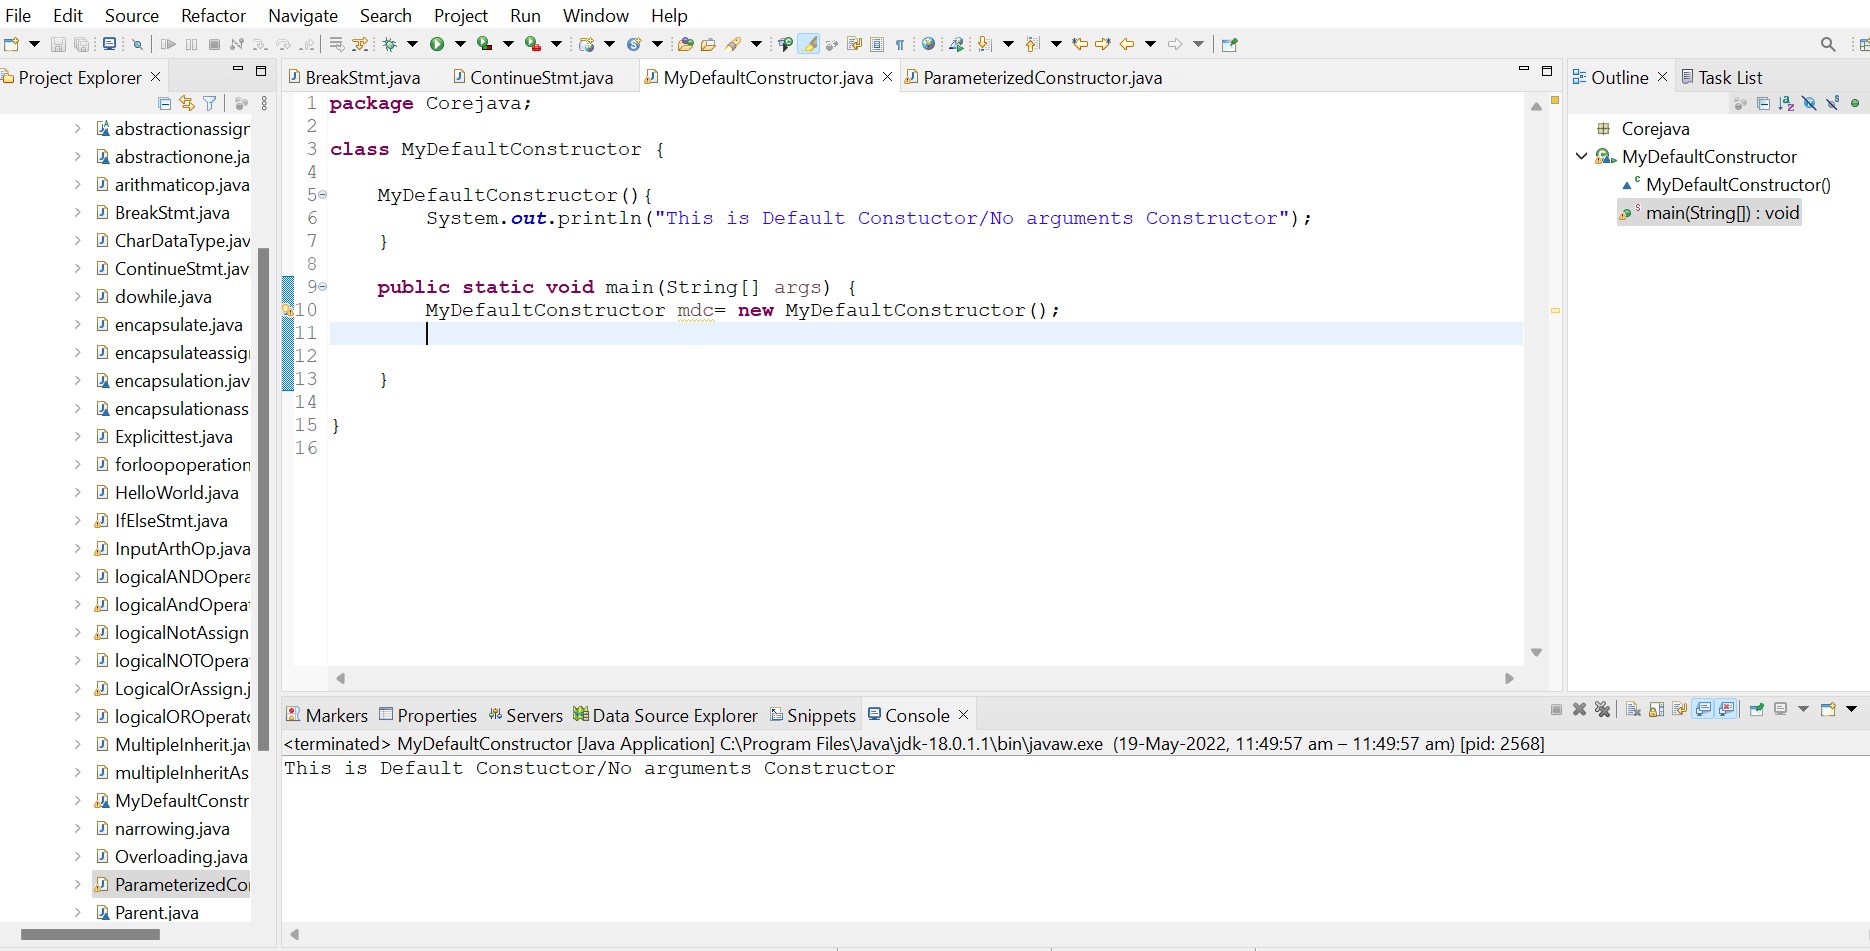 File Edit Source Refactor Navigate Search Project Run Window Help
Project Explorer
abstractionassigr
abstractionone.ja
arithmaticop.java
BreakStmt.java
CharDataType.jav
ContinueStmt.jav
dowhile.java
encapsulate.java
encapsulateassig
encapsulation.jav
encapsulationass
Explicittest.java
forloopoperation
HelloWorld.java
IfElseStmt.java
InputArthOp.java
logicalANDOpera
logicalAndOpera
logicalNotAssign
logicalNOTOpera
LogicalOrAssign.j
logicalOROperato
MultipleInherit.jav
multipleInheritAs
MyDefaultConstr
narrowing.java
Overloading.java
ParameterizedCo
Parent.java
BreakStmt.java ContinueStmt.java MyDefaultConstructor.java ParameterizedConstructor.java
1 package Corejava;
2
3 class MyDefaultConstructor {
4
5 MyDefaultConstructor(){
6 System.out.println("This is Default Constuctor/No arguments Constructor");
7 }
8
9 public static void main(String[] args) {
10 MyDefaultConstructor mdc= new MyDefaultConstructor();
11
12
13 }
14
15 }
16
Outline Task List
Corejava
MyDefaultConstructor
MyDefaultConstructor()
main(String[]) : void
Markers Properties Servers Data Source Explorer Snippets Console
<terminated> MyDefaultConstructor [Java Application] C:\Program Files\Java\jdk-18.0.1.1\bin\javaw.exe (19-May-2022, 11:49:57 am – 11:49:57 am) [pid: 2568]
This is Default Constuctor/No arguments Constructor